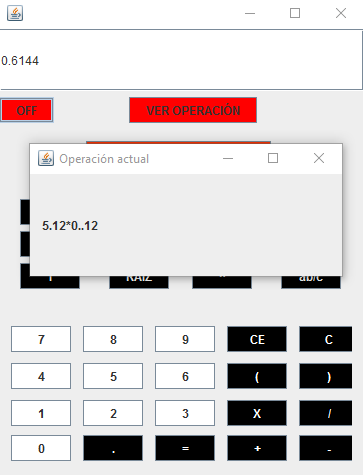 0.6144
OFF VER OPERACIÓN
Operación actual
5.12*0..12
RAIZ ab/c
7 8 9 CE C
4 5 6 ( )
1 2 3 X /
0 . = + -